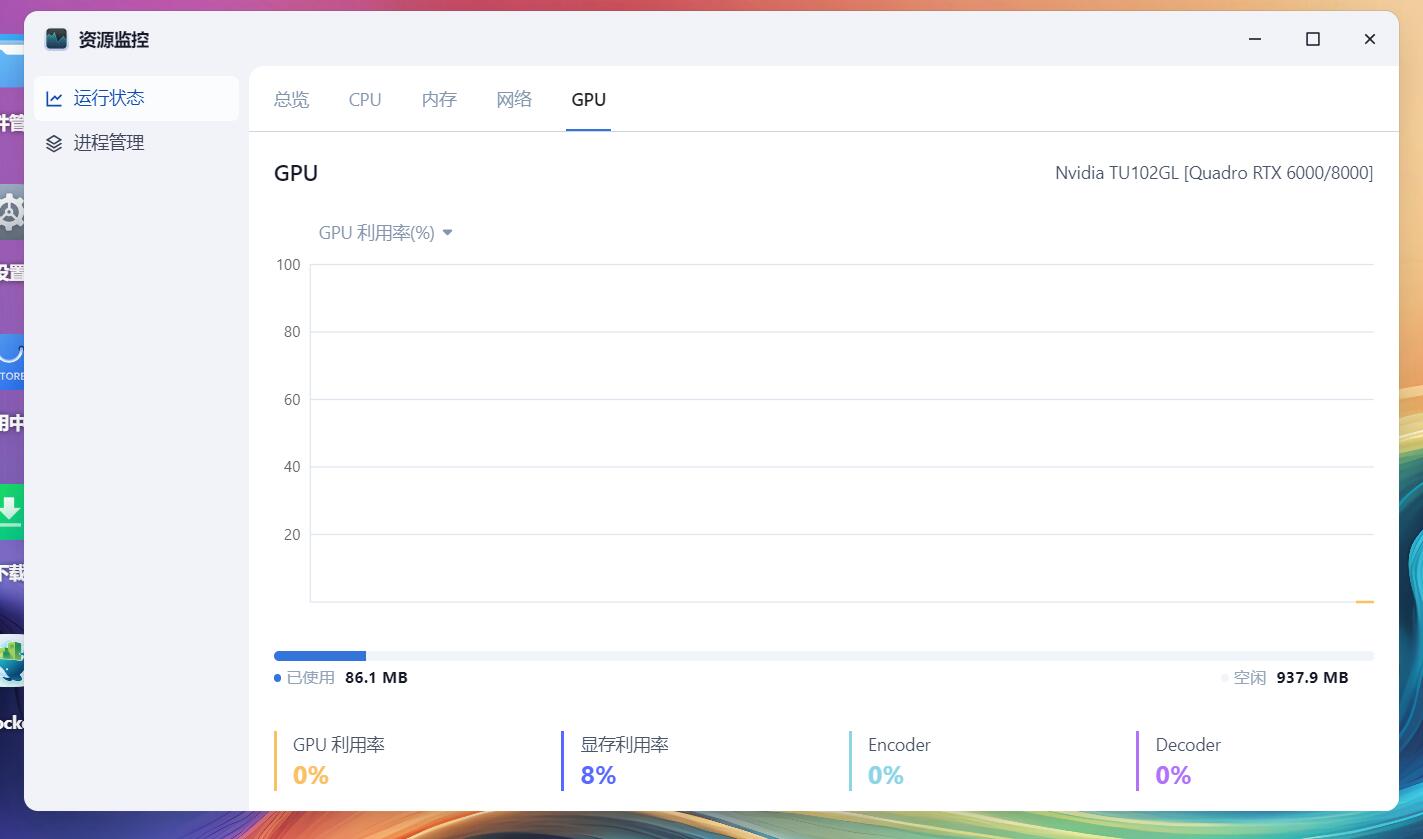 资源监控
运行状态
进程管理
总览 CPU 内存 网络 GPU
GPU
Nvidia TU102GL [Quadro RTX 6000/8000]
GPU 利用率(%)
100
80
60
40
20
已使用 86.1 MB
空闲 937.9 MB
GPU 利用率
0%
显存利用率
8%
Encoder
0%
Decoder
0%
件管
设置
TORE
用中
下载
ocke